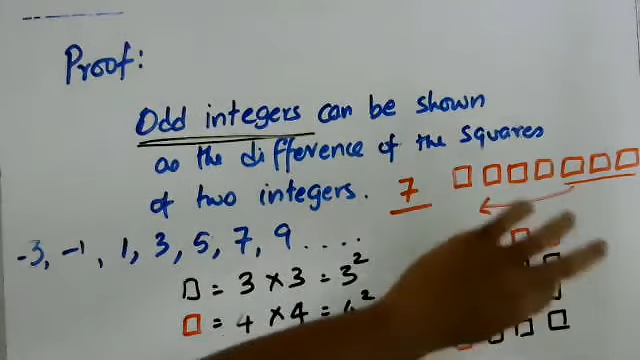 Proof:
Odd integers can be shown
as the difference of the squares
of two integers. 7
-3, -1, 1, 3, 5, 7, 9 ....
= 3 × 3 = 3²
= 4 × 4 = 4²